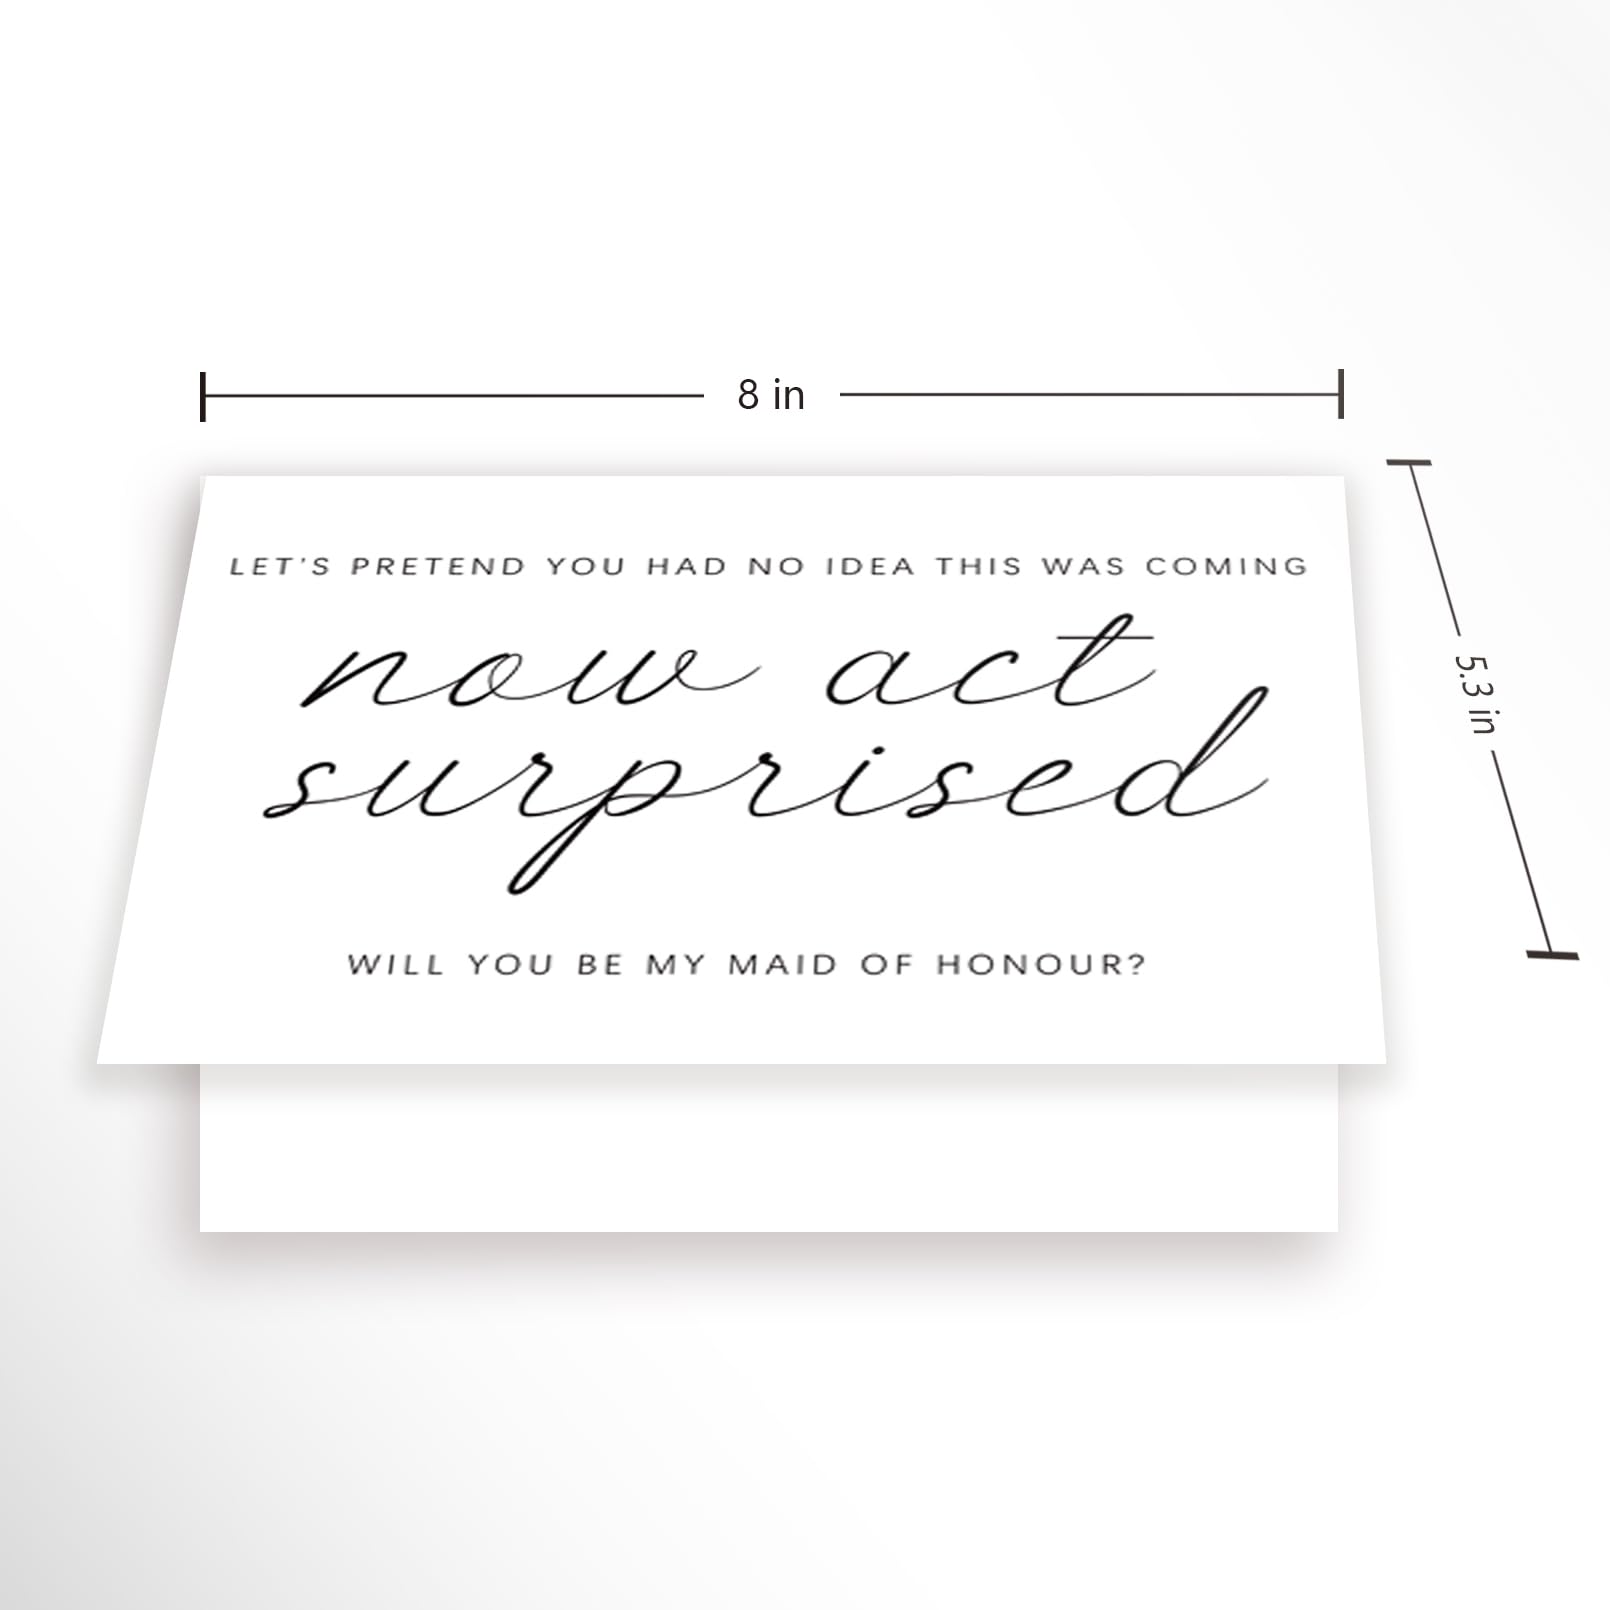 8 in
LET'S PRETEND YOU HAD NO IDEA THIS WAS COMING
now act
surprised
WILL YOU BE MY MAID OF HONOUR?
5.3 in